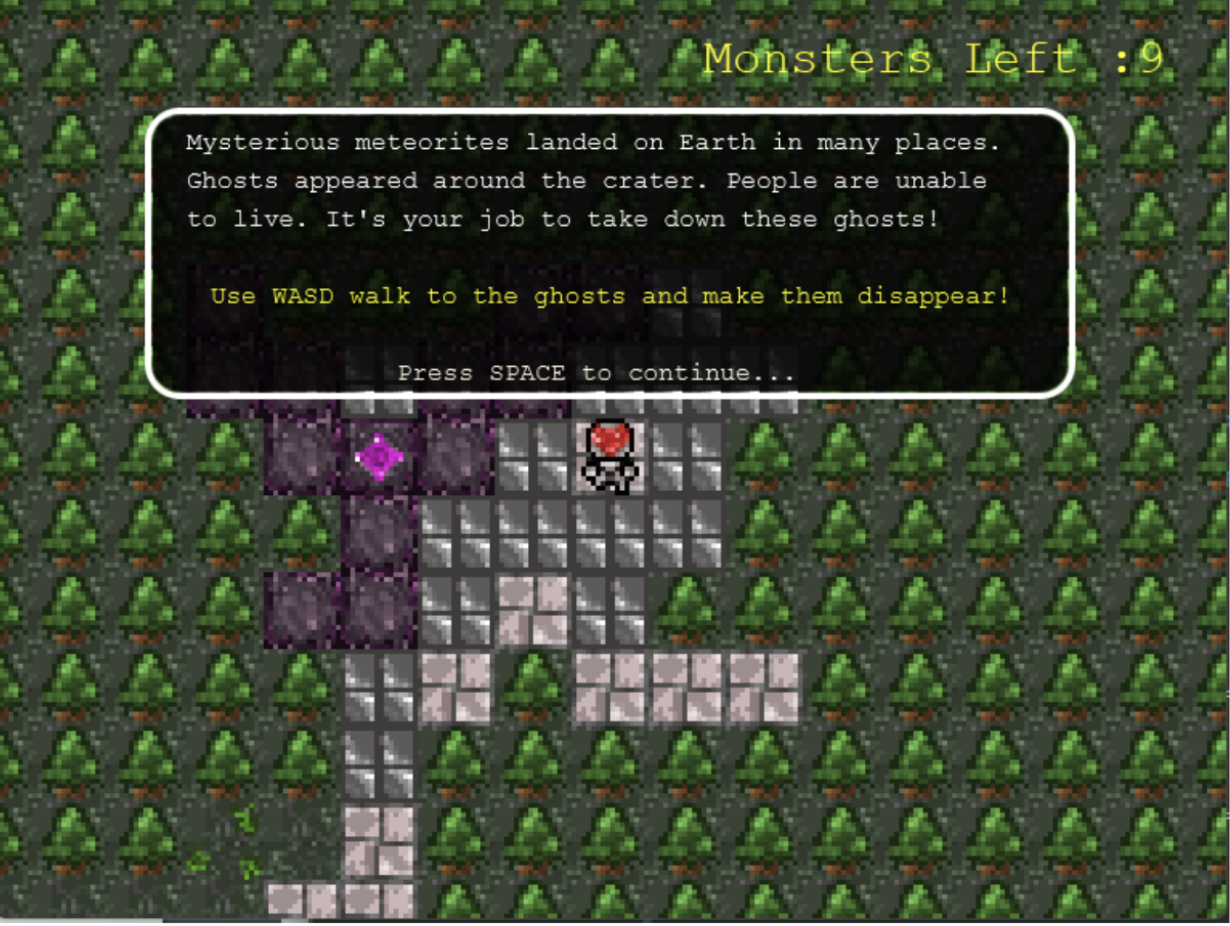 Monsters Left :9
Mysterious meteorites landed on Earth in many places.
Ghosts appeared around the crater. People are unable
to live. It's your job to take down these ghosts!
Use WASD walk to the ghosts and make them disappear!
Press SPACE to continue...